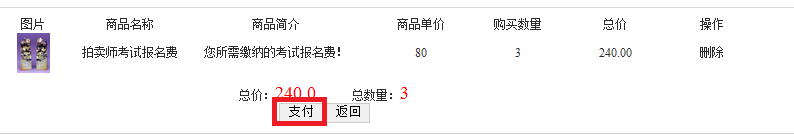 图片 商品名称 商品简介 商品单价 购买数量 总价 操作
拍卖师考试报名费 您所需缴纳的考试报名费! 80 3 240.00 删除
总价：240.0 总数量：3
支付 返回